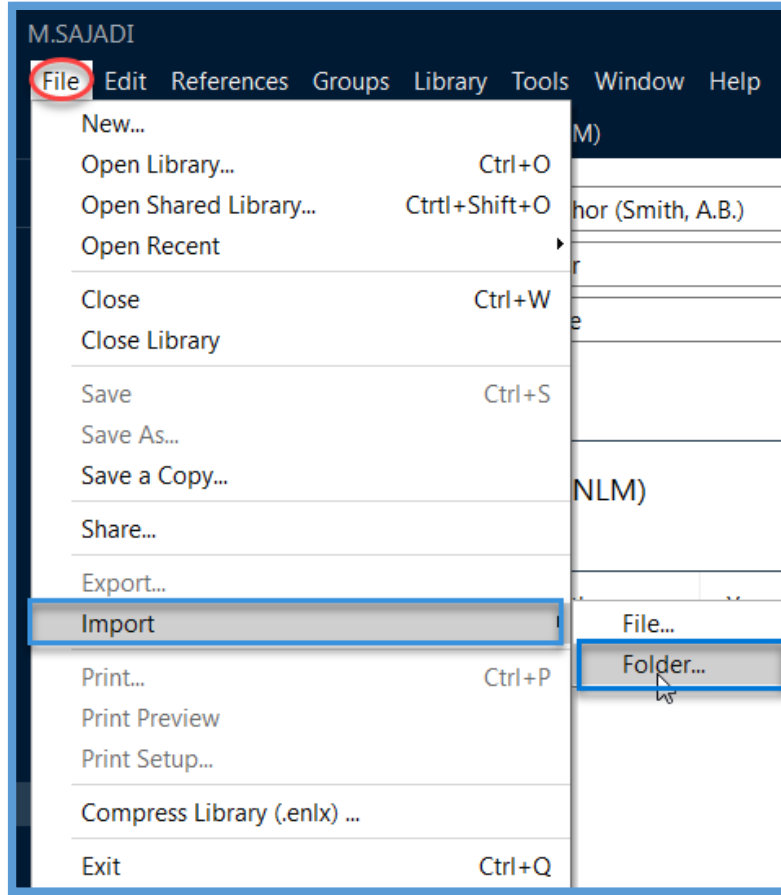 M.SAJADI
File Edit References Groups Library Tools Window Help
New...
M)
Open Library... Ctrl+O
Open Shared Library... Ctrtl+Shift+O
hor (Smith, A.B.)
Open Recent
r
Close Ctrl+W
e
Close Library
Save Ctrl+S
Save As...
Save a Copy...
NLM)
Share...
Export...
Import
File...
Folder...
Print... Ctrl+P
Print Preview
Print Setup...
Compress Library (.enlx) ...
Exit Ctrl+Q